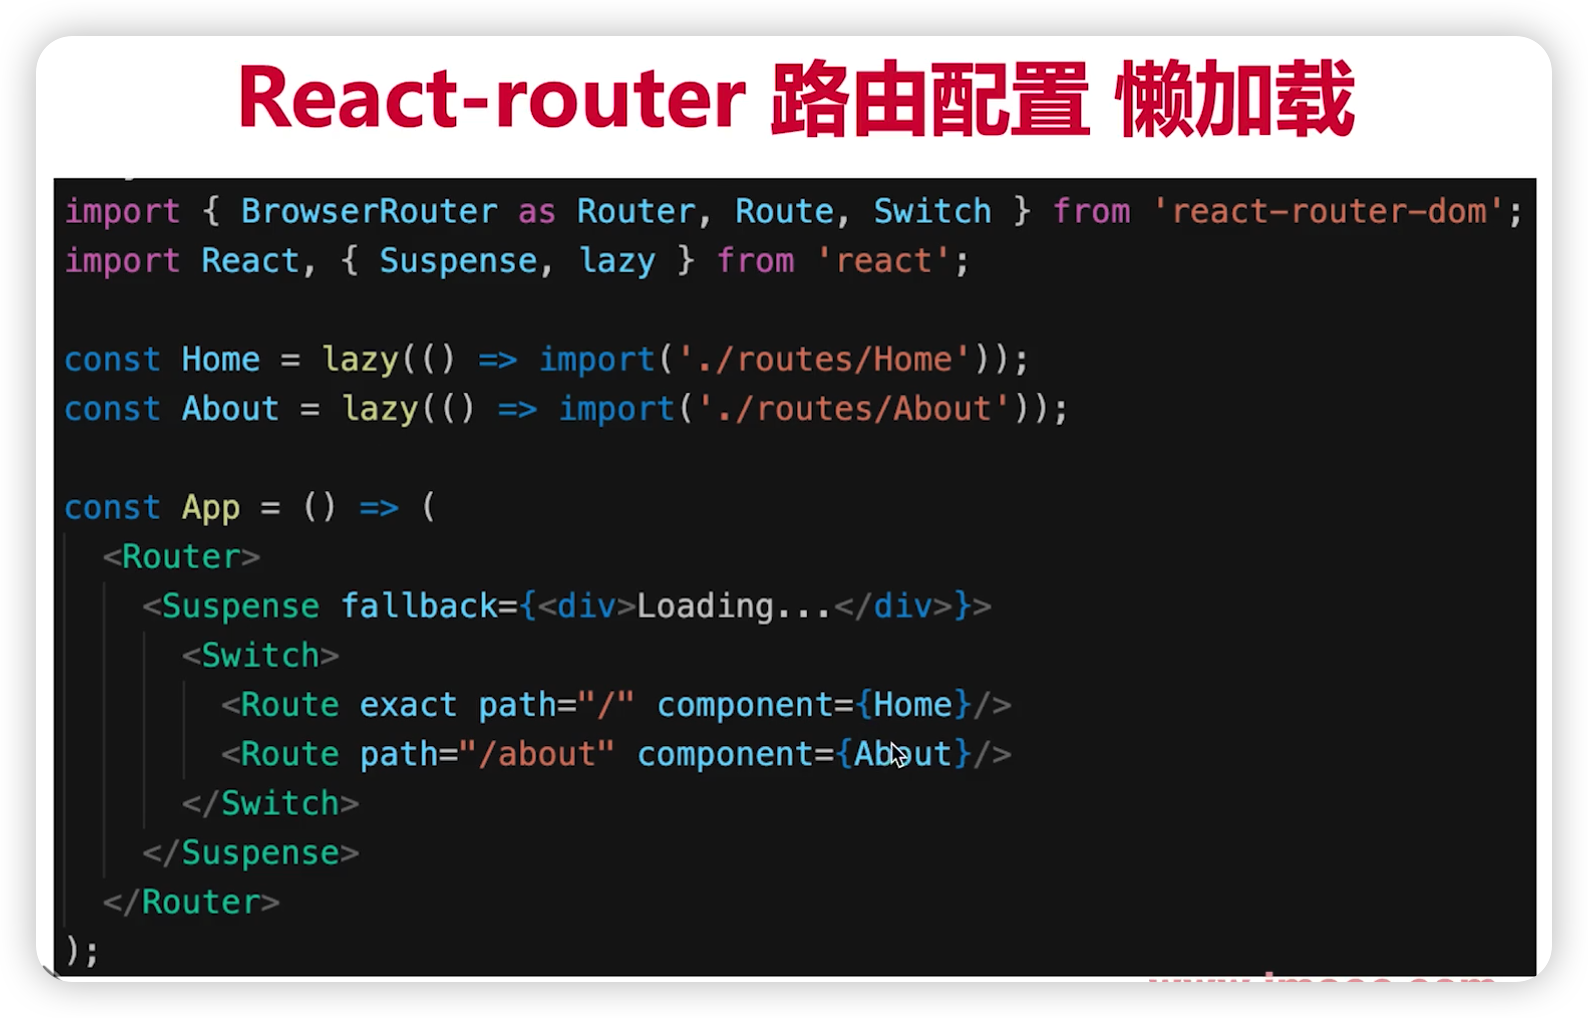 React-router 路由配置 懒加载
import { BrowserRouter as Router, Route, Switch } from 'react-router-dom';
import React, { Suspense, lazy } from 'react';
const Home = lazy(() => import('./routes/Home'));
const About = lazy(() => import('./routes/About'));
const App = () => (
<Router>
<Suspense fallback={<div>Loading...</div>}>
<Switch>
<Route exact path="/" component={Home}/>
<Route path="/about" component={About}/>
</Switch>
</Suspense>
</Router>
);